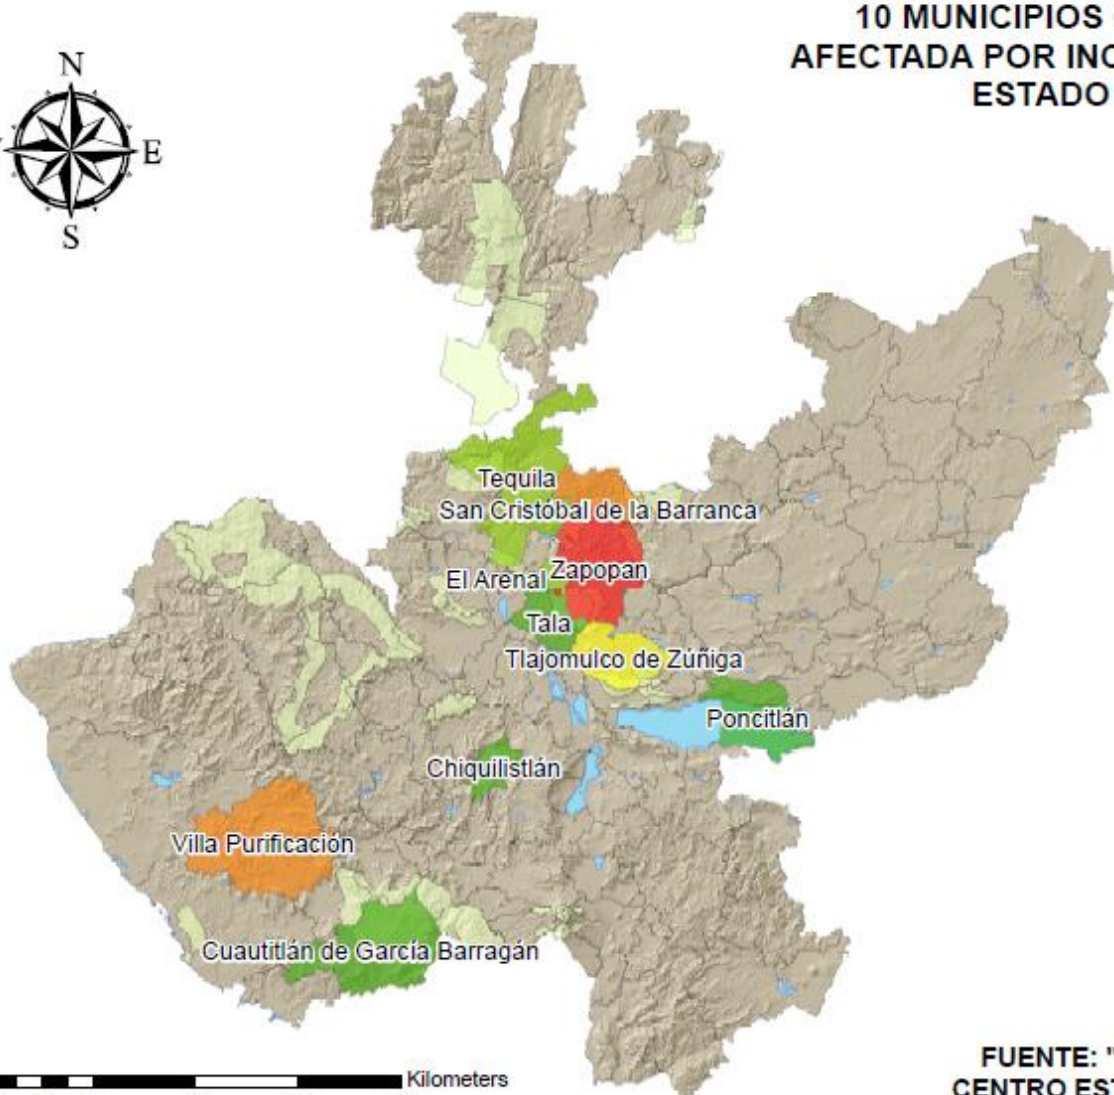 10 MUNICIPIOS
AFECTADA POR INC
ESTADO
N
E
S
Tequila
San Cristóbal de la Barranca
El Arenal
Zapopan
Tala
Tlajomulco de Zúñiga
Poncitlán
Chiquilistlán
Villa Purificación
Cuautitlán de García Barragán
Kilometers
FUENTE: "
CENTRO EST